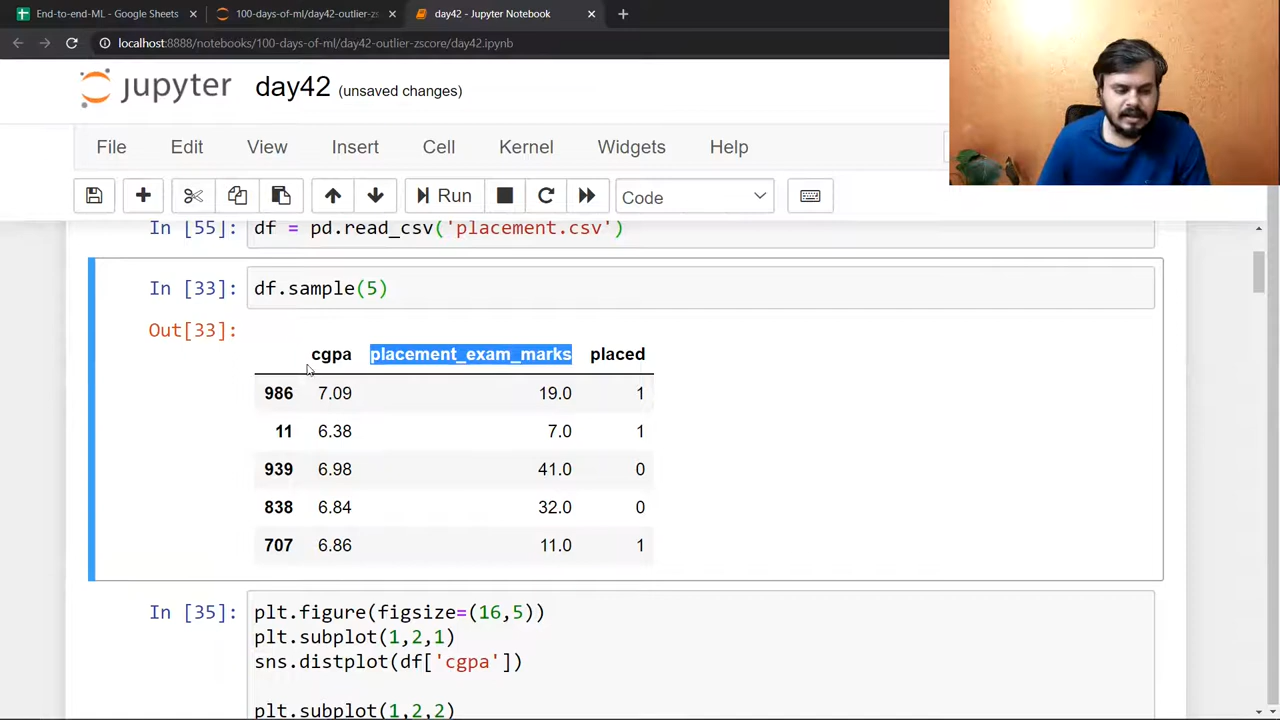 End-to-end-ML - Google Sheets
100-days-of-ml/day42-outlier-zs
day42 - Jupyter Notebook
localhost:8888/notebooks/100-days-of-ml/day42-outlier-zscore/day42.ipynb
jupyter day42 (unsaved changes)
File Edit View Insert Cell Kernel Widgets Help
Run Code
In [55]: df = pd.read_csv('placement.csv')
In [33]: df.sample(5)
Out[33]:
cgpa placement_exam_marks placed
986 7.09 19.0 1
11 6.38 7.0 1
939 6.98 41.0 0
838 6.84 32.0 0
707 6.86 11.0 1
In [35]: plt.figure(figsize=(16,5))
plt.subplot(1,2,1)
sns.distplot(df['cgpa'])
plt.subplot(1,2,2)